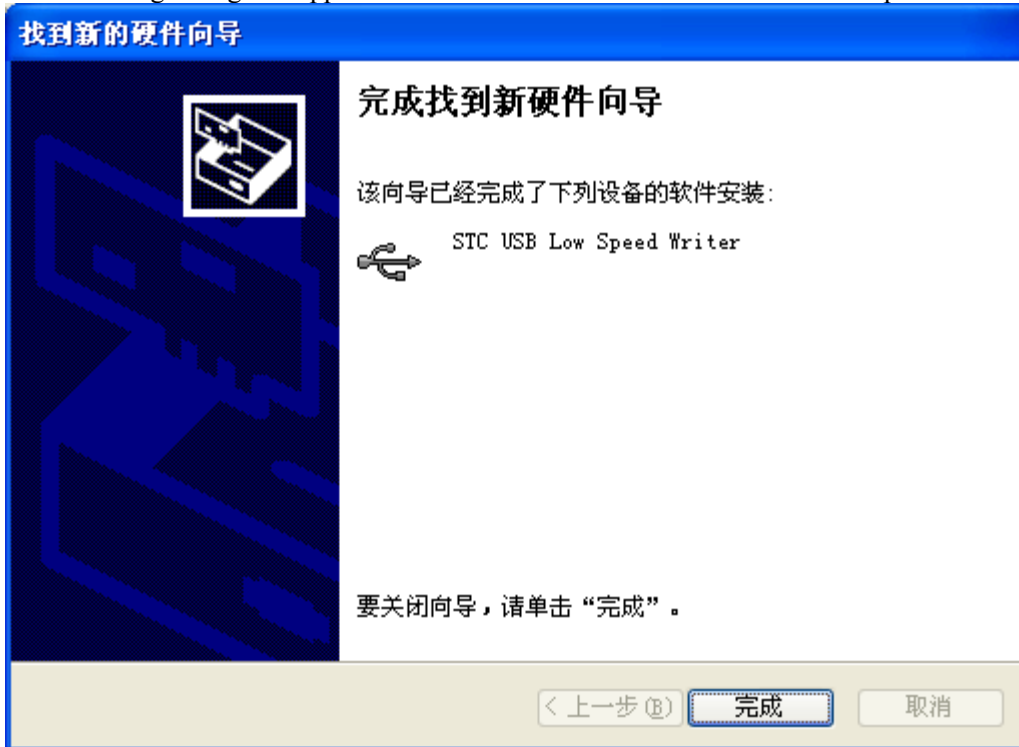 找到新的硬件向导
完成找到新硬件向导
该向导已经完成了下列设备的软件安装:
STC USB Low Speed Writer
要关闭向导，请单击“完成”。
<上一步(B)
完成
取消